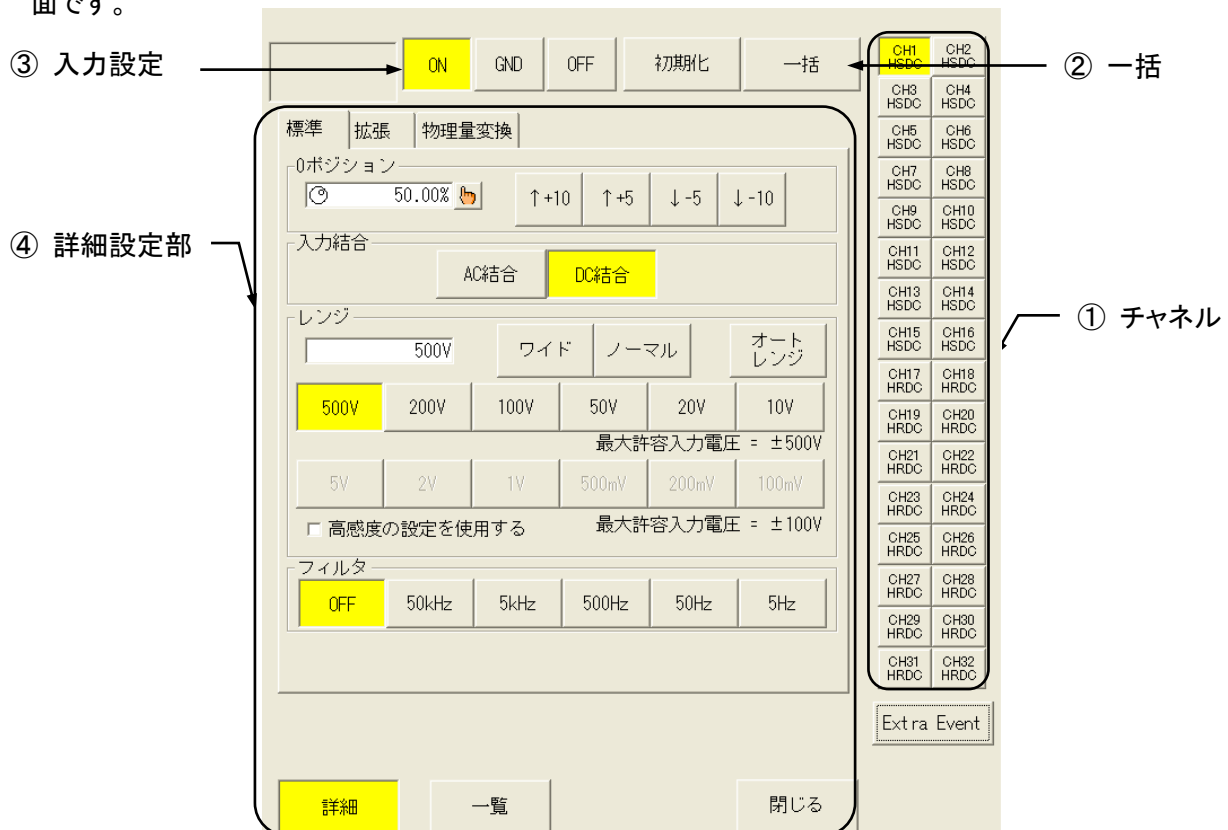 面です。
③ 入力設定
ON GND OFF 初期化 一括
② 一括
標準 拡張 物理量変換
0ポジション
50.00% ↑+10 ↑+5 ↓-5 ↓-10
④ 詳細設定部
入力結合
AC結合 DC結合
レンジ
500V ワイド ノーマル オート
レンジ
500V 200V 100V 50V 20V 10V
最大許容入力電圧 = ±500V
5V 2V 1V 500mV 200mV 100mV
高感度の設定を使用する 最大許容入力電圧 = ±100V
フィルタ
OFF 50kHz 5kHz 500Hz 50Hz 5Hz
詳細 一覧 閉じる
CH1 CH2
HSDC HSDC
CH3 CH4
HSDC HSDC
CH5 CH6
HSDC HSDC
CH7 CH8
HSDC HSDC
CH9 CH10
HSDC HSDC
CH11 CH12
HSDC HSDC
CH13 CH14
HSDC HSDC
CH15 CH16
HSDC HSDC
CH17 CH18
HRDC HRDC
CH19 CH20
HRDC HRDC
CH21 CH22
HRDC HRDC
CH23 CH24
HRDC HRDC
CH25 CH26
HRDC HRDC
CH27 CH28
HRDC HRDC
CH29 CH30
HRDC HRDC
CH31 CH32
HRDC HRDC
Extra Event
① チャネル